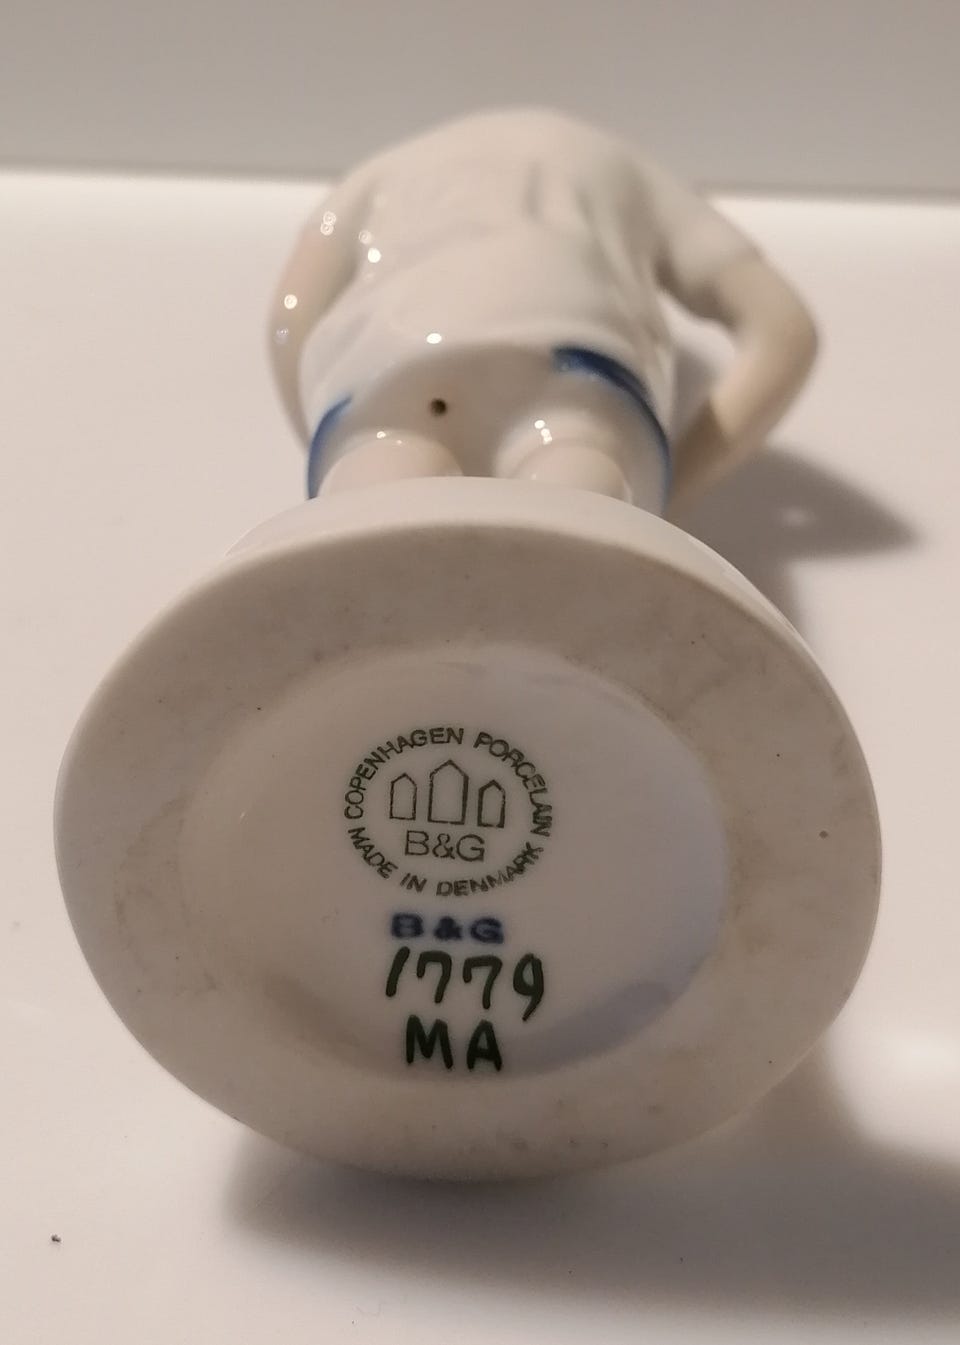 COPENHAGEN PORCELAIN
B&G
MADE IN DENMARK
B&G
1779
MA